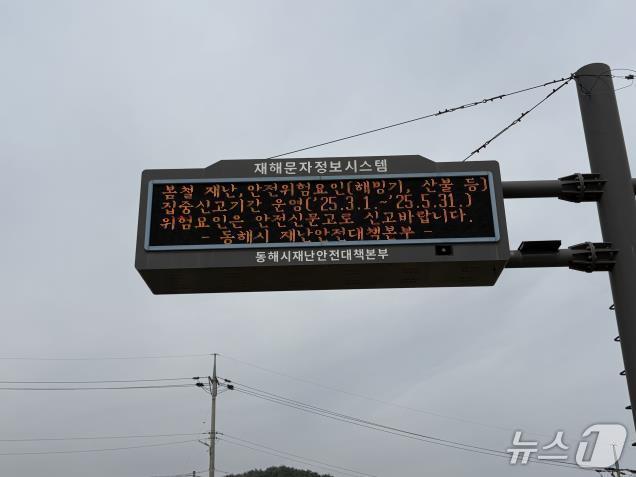 재해문자정보시스템
봄철 재난,안전위험요인(해빙기, 산불 등)
집중신고기간 운영('25.3.1.~'25.5.31.)
위험요인은 안전신문고로 신고바랍니다.
- 동해시 재난안전대책본부 -
동해시재난안전대책본부
뉴스1